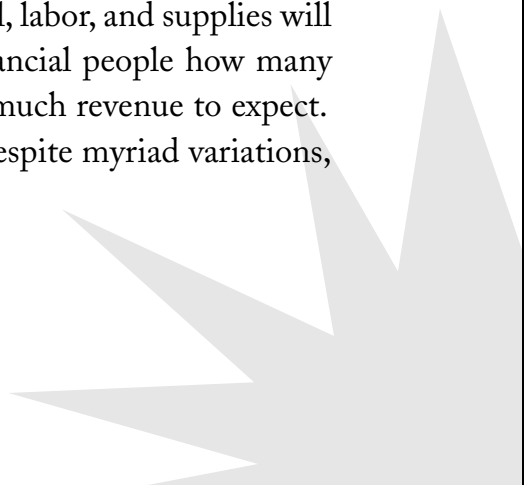 , labor, and supplies will
ancial people how many
much revenue to expect.
espite myriad variations,